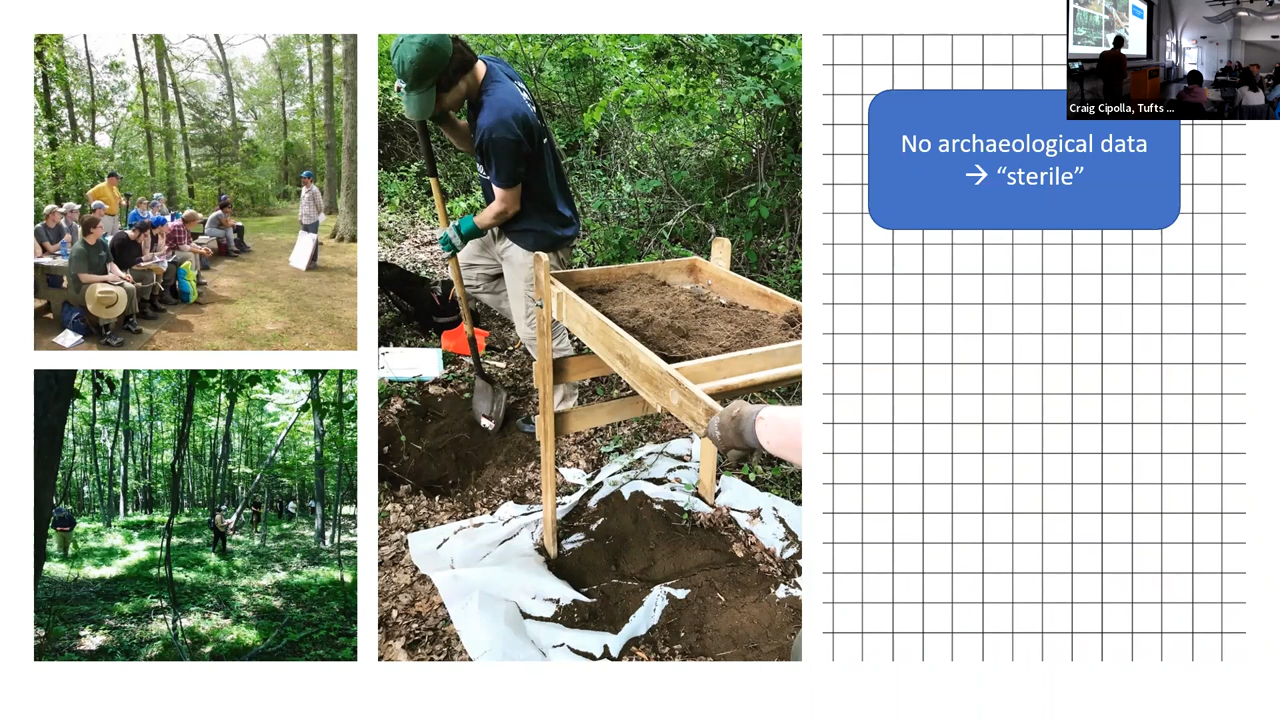 No archaeological data
→ “sterile”
Craig Cipolla, Tufts ...